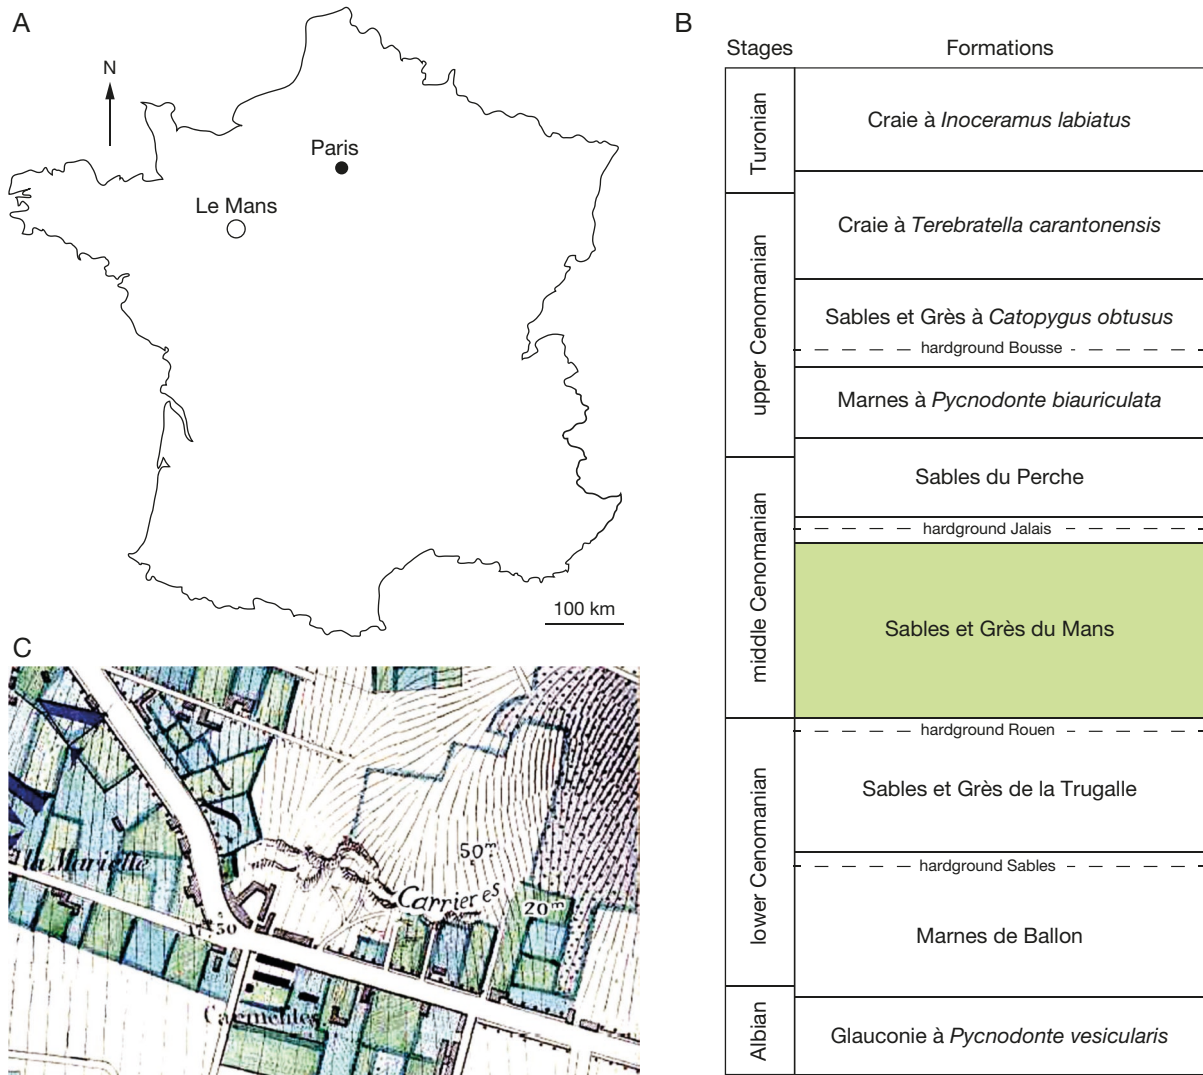 A
N
Paris
Le Mans
100 km
B
Stages
Formations
Turonian
Craie à Inoceramus labiatus
upper Cenomanian
Craie à Terebratella carantonensis
Sables et Grès à Catopygus obtusus
hardground Bousse
Marnes à Pycnodonte biauriculata
middle Cenomanian
Sables du Perche
hardground Jalais
Sables et Grès du Mans
lower Cenomanian
hardground Rouen
Sables et Grès de la Trugalle
hardground Sables
Marnes de Ballon
Albian
Glauconie à Pycnodonte vesicularis
C
la Mariette
50m
Carrieres
20m
50
Carmelites